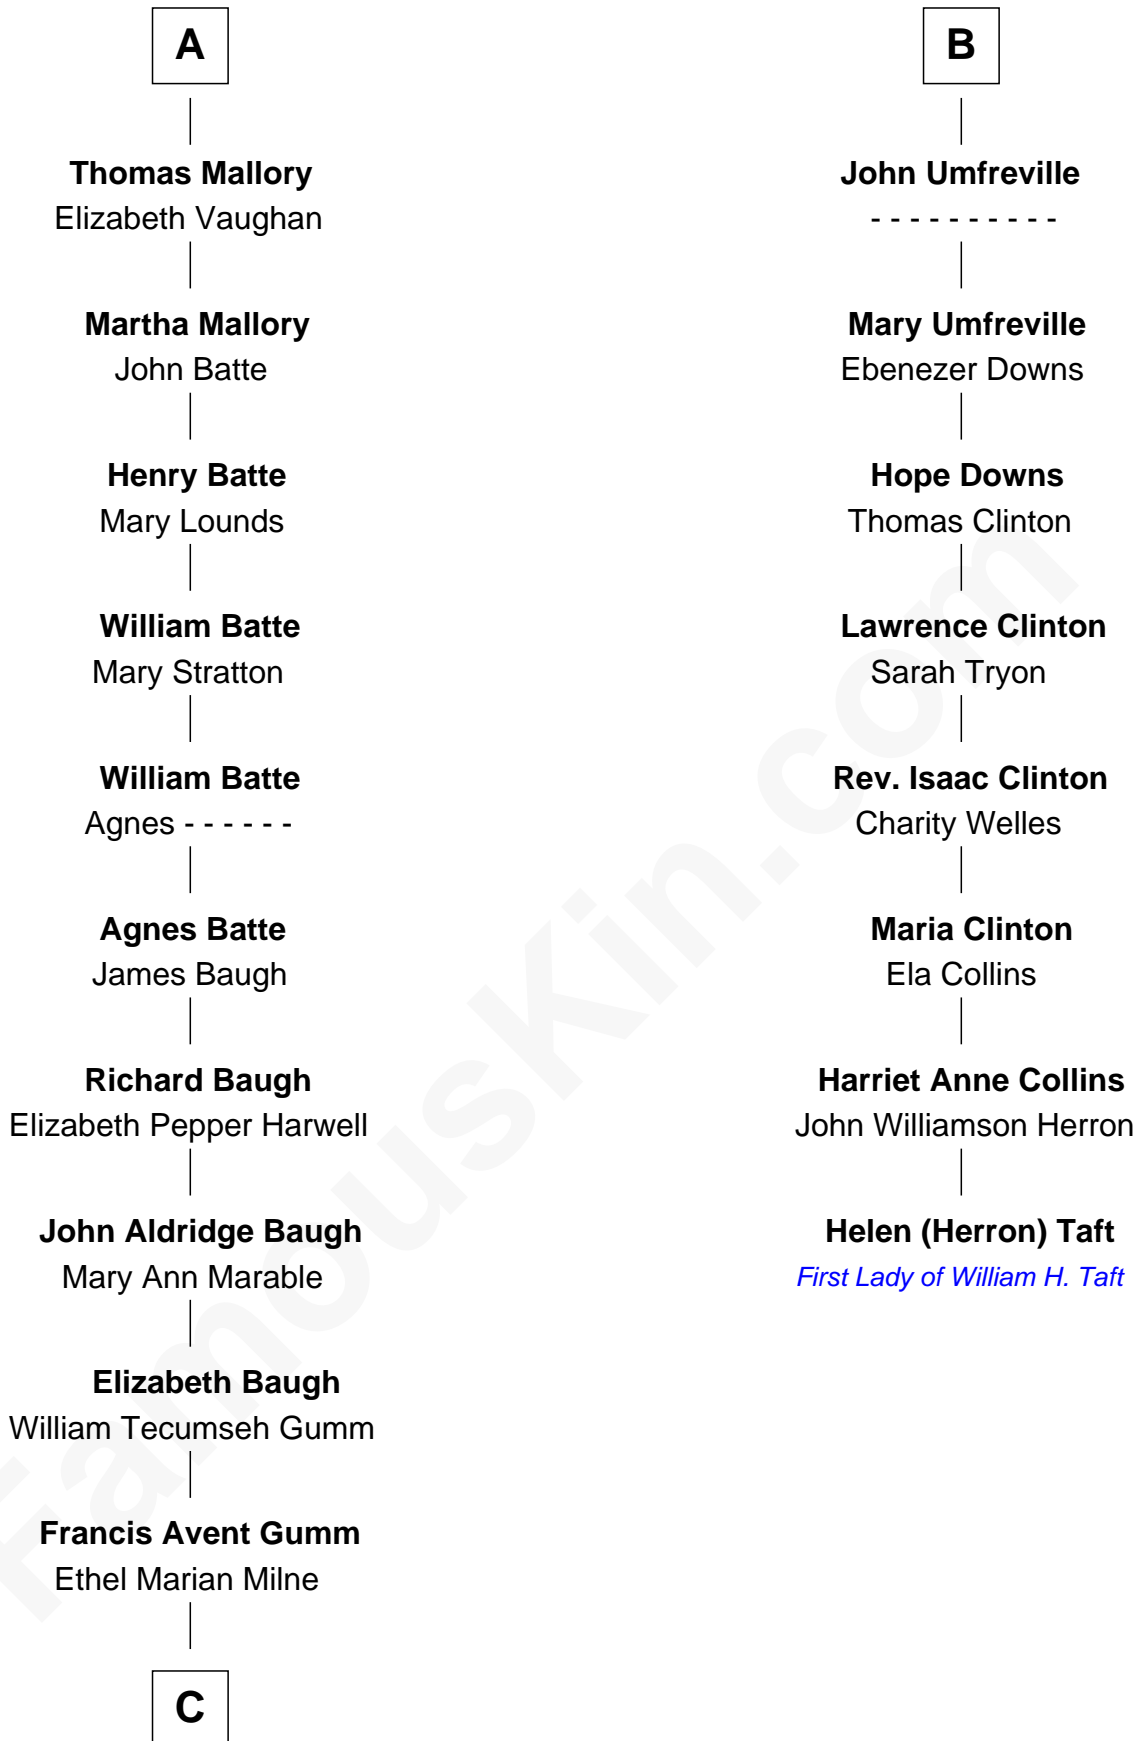 A
Thomas Mallory
Elizabeth Vaughan
Martha Mallory
John Batte
Henry Batte
Mary Lounds
William Batte
Mary Stratton
William Batte
Agnes - - - - - -
Agnes Batte
James Baugh
Richard Baugh
Elizabeth Pepper Harwell
John Aldridge Baugh
Mary Ann Marable
Elizabeth Baugh
William Tecumseh Gumm
Francis Avent Gumm
Ethel Marian Milne
C
B
John Umfreville
- - - - - - - - - -
Mary Umfreville
Ebenezer Downs
Hope Downs
Thomas Clinton
Lawrence Clinton
Sarah Tryon
Rev. Isaac Clinton
Charity Welles
Maria Clinton
Ela Collins
Harriet Anne Collins
John Williamson Herron
Helen (Herron) Taft
First Lady of William H. Taft
FamousKin.com